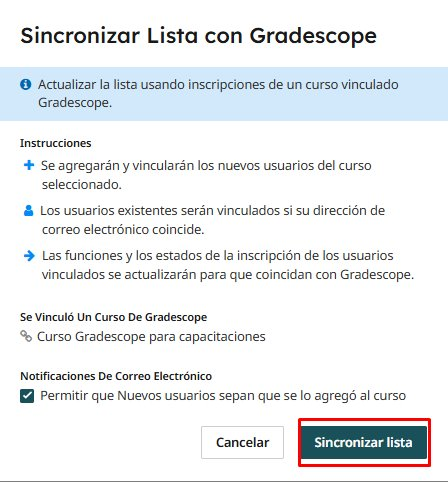 Sincronizar Lista con Gradescope
Actualizar la lista usando inscripciones de un curso vinculado
Gradescope.
Instrucciones
Se agregarán y vincularán los nuevos usuarios del curso
seleccionado.
Los usuarios existentes serán vinculados si su dirección de
correo electrónico coincide.
Las funciones y los estados de la inscripción de los usuarios
vinculados se actualizarán para que coincidan con Gradescope.
Se Vinculó Un Curso De Gradescope
Curso Gradescope para capacitaciones
Notificaciones De Correo Electrónico
Permitir que Nuevos usuarios sepan que se lo agregó al curso
Cancelar Sincronizar lista